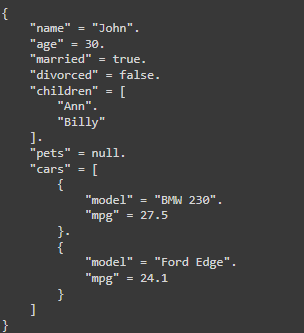 {
    "name" = "John".
    "age" = 30.
    "married" = true.
    "divorced" = false.
    "children" = [
        "Ann".
        "Billy"
    ].
    "pets" = null.
    "cars" = [
        {
            "model" = "BMW 230".
            "mpg" = 27.5
        }.
        {
            "model" = "Ford Edge".
            "mpg" = 24.1
        }
    ]
}